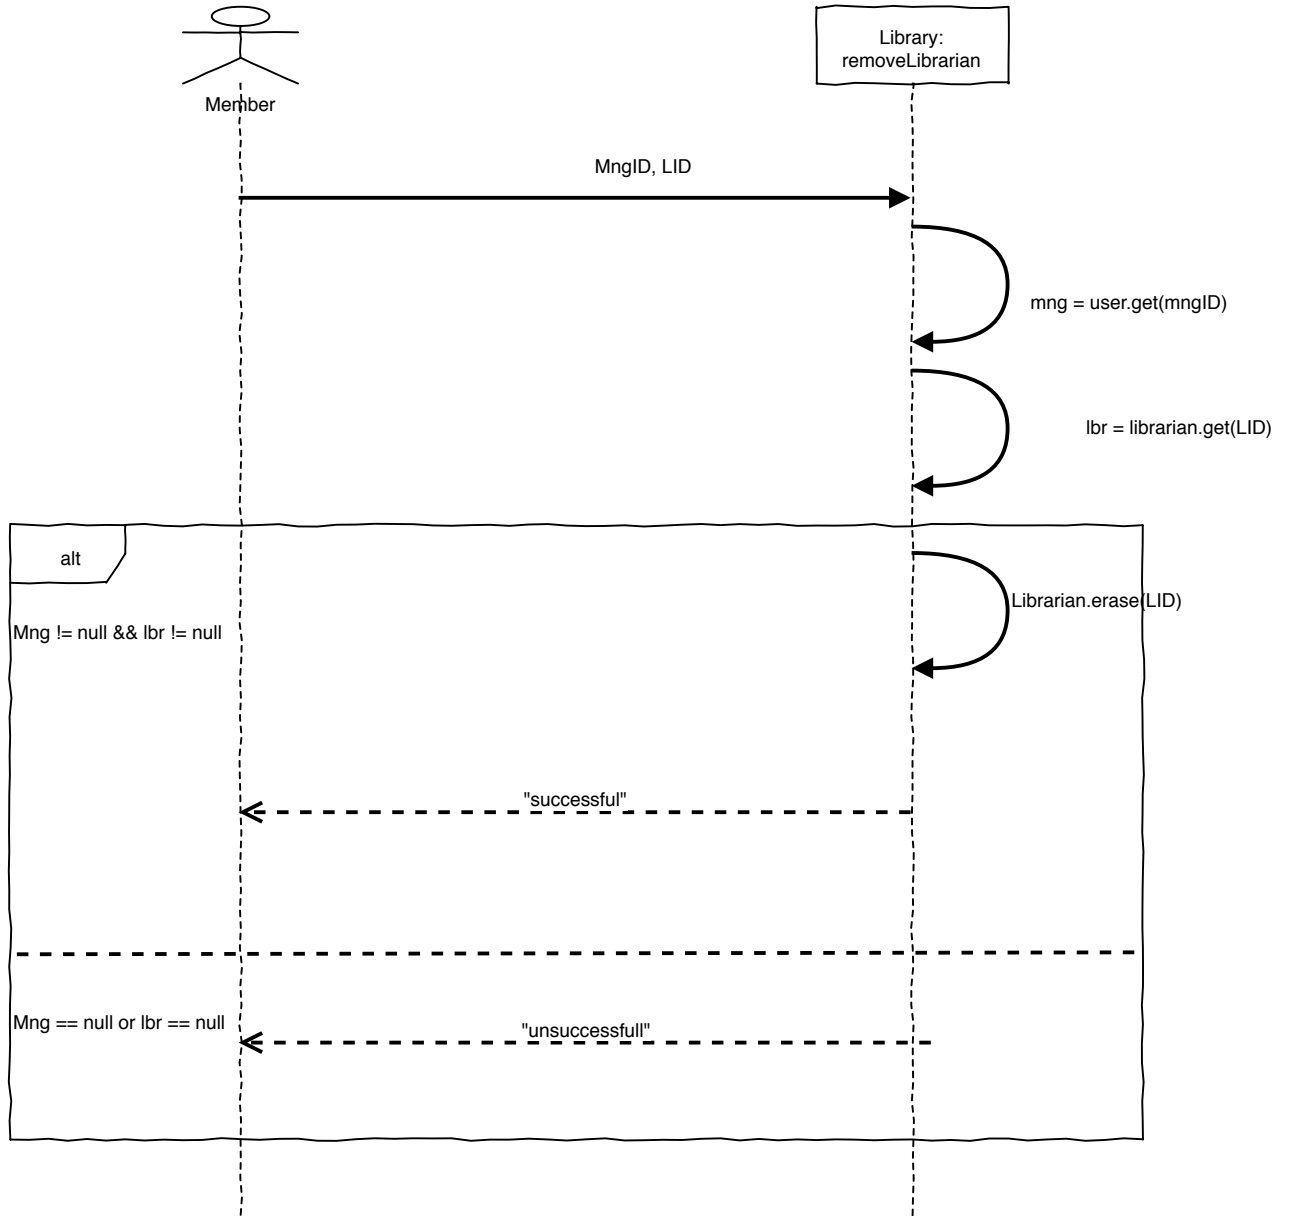 Library:
removeLibrarian
Member
MngID, LID
mng = user.get(mngID)
lbr = librarian.get(LID)
alt
Librarian.erase(LID)
Mng != null && lbr != null
"successful"
Mng == null or lbr == null
"unsuccessfull"